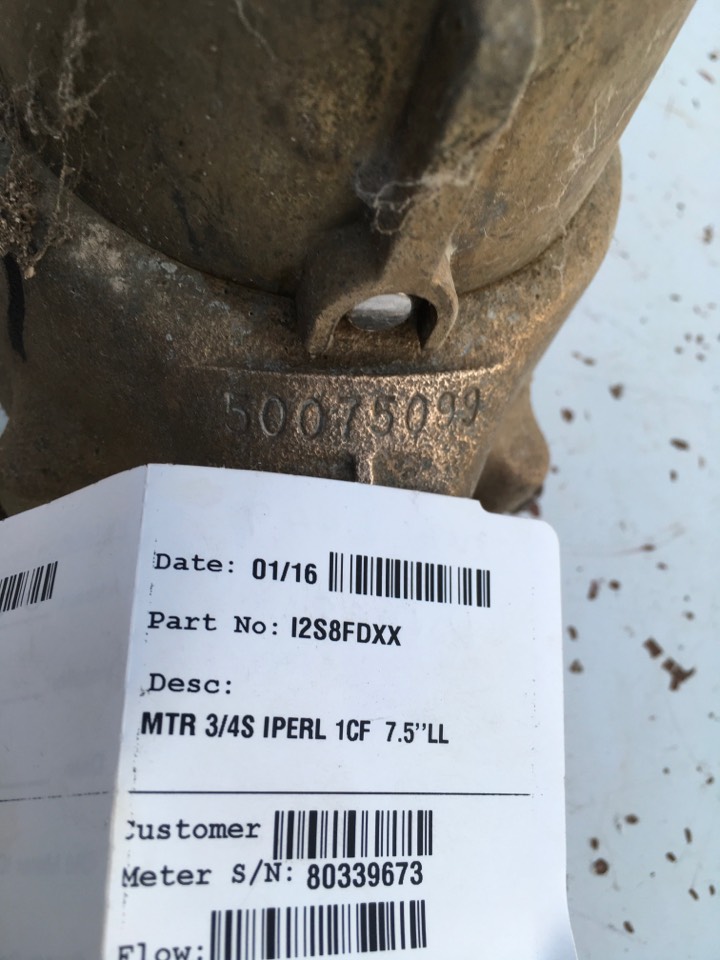 50075099
Date: 01/16
Part No: I2S8FDXX
Desc:
MTR 3/4S IPERL 1CF 7.5"LL
Customer
Meter S/N: 80339673
Flow: